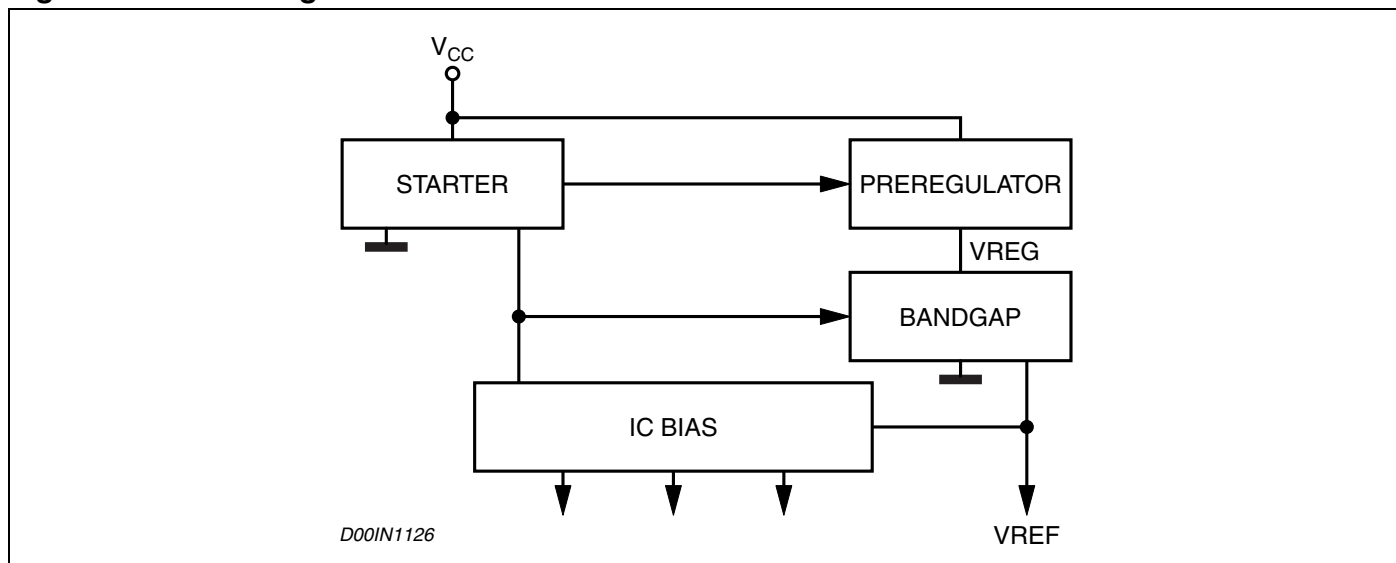 V_CC
STARTER
PREREGULATOR
VREG
BANDGAP
IC BIAS
D00IN1126
VREF